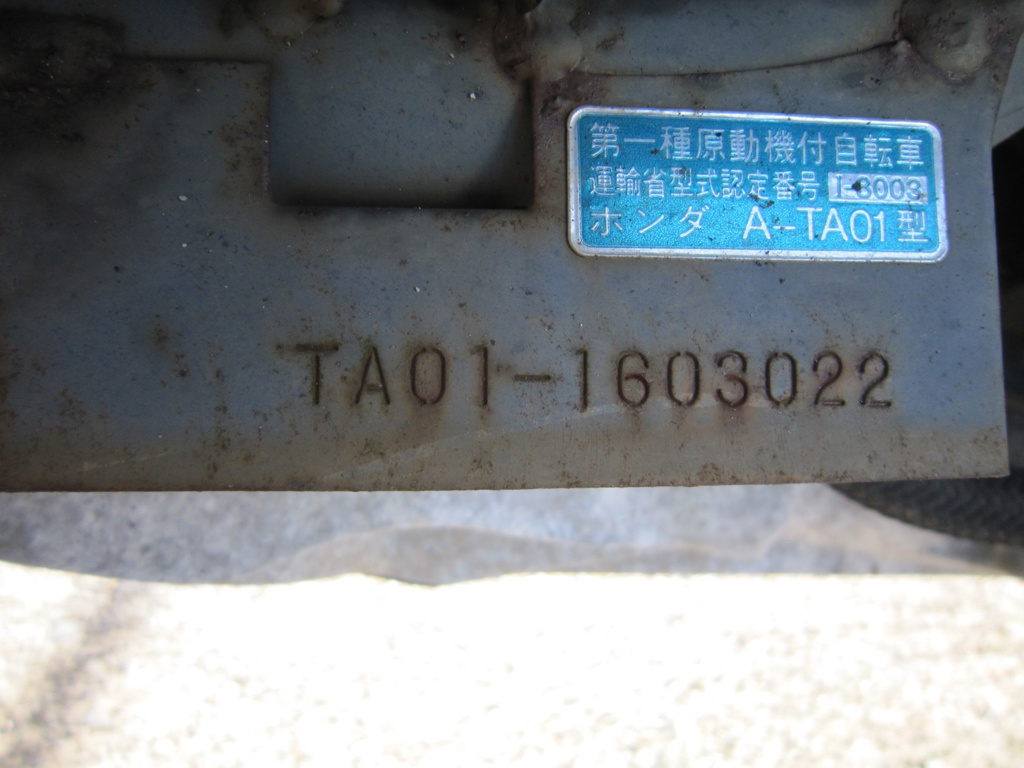 第一種原動機付自転車
運輸省型式認定番号 I-3003
ホンダ A-TA01型
TA01-1603022